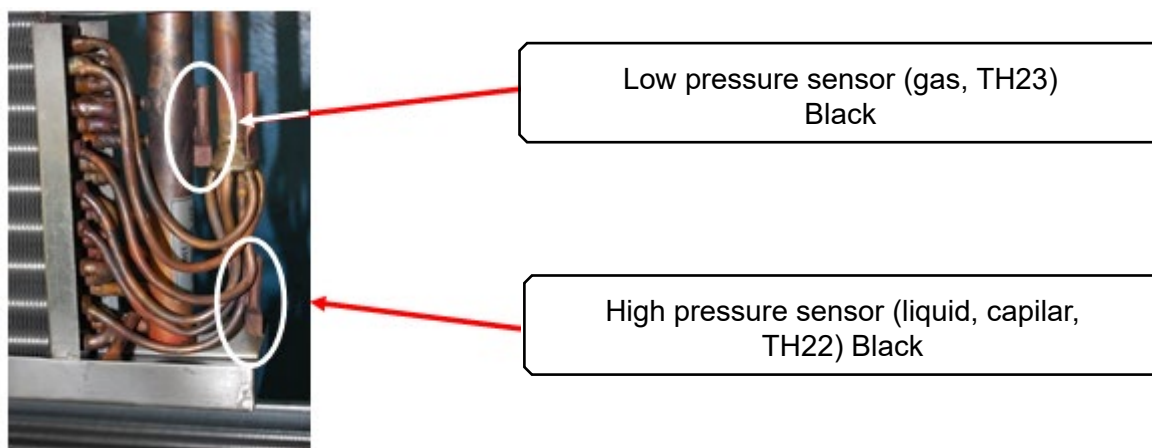 Low pressure sensor (gas, TH23)
Black
High pressure sensor (liquid, capilar,
TH22) Black